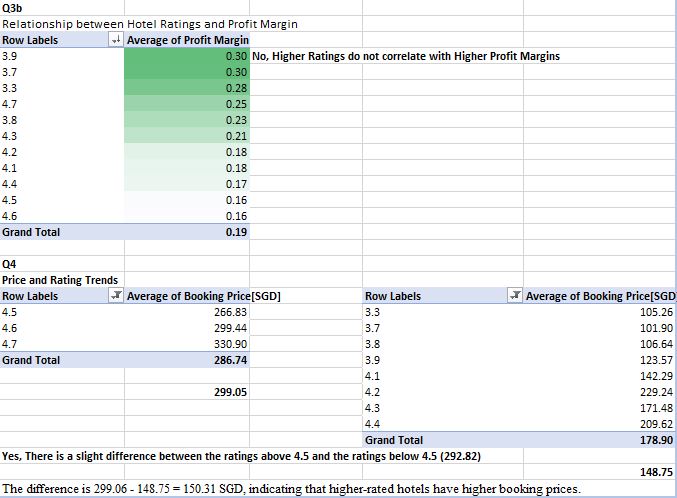 Q3b
Relationship between Hotel Ratings and Profit Margin
Row Labels Average of Profit Margin
3.9 0.30 No, Higher Ratings do not correlate with Higher Profit Margins
3.7 0.30
3.3 0.28
4.7 0.25
3.8 0.23
4.3 0.21
4.2 0.18
4.1 0.18
4.4 0.17
4.5 0.16
4.6 0.16
Grand Total 0.19
Q4
Price and Rating Trends
Row Labels Average of Booking Price[SGD] Row Labels Average of Booking Price[SGD
4.5 266.83 3.3 105.26
4.6 299.44 3.7 101.90
4.7 330.90 3.8 106.64
Grand Total 286.74 3.9 123.57
4.1 142.29
299.05 4.2 229.24
4.3 171.48
4.4 209.62
Grand Total 178.90
Yes, There is a slight difference between the ratings above 4.5 and the ratings below 4.5 (292.82)
148.75
The difference is 299.06 - 148.75 = 150.31 SGD, indicating that higher-rated hotels have higher booking prices.